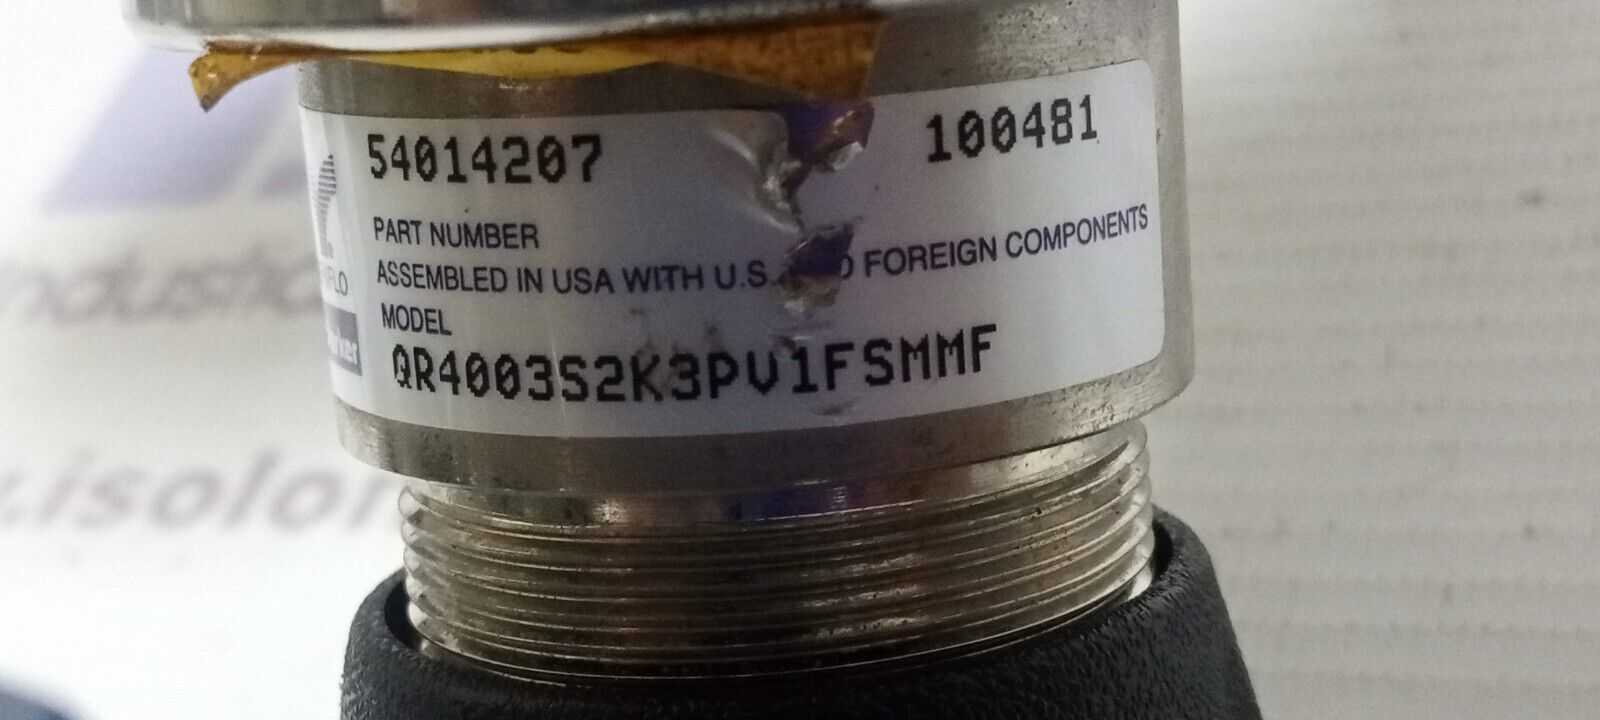 54014207 100481
PART NUMBER
ASSEMBLED IN USA WITH U.S. FOREIGN COMPONENTS
MODEL
QR4003S2K3PV1FSMMF